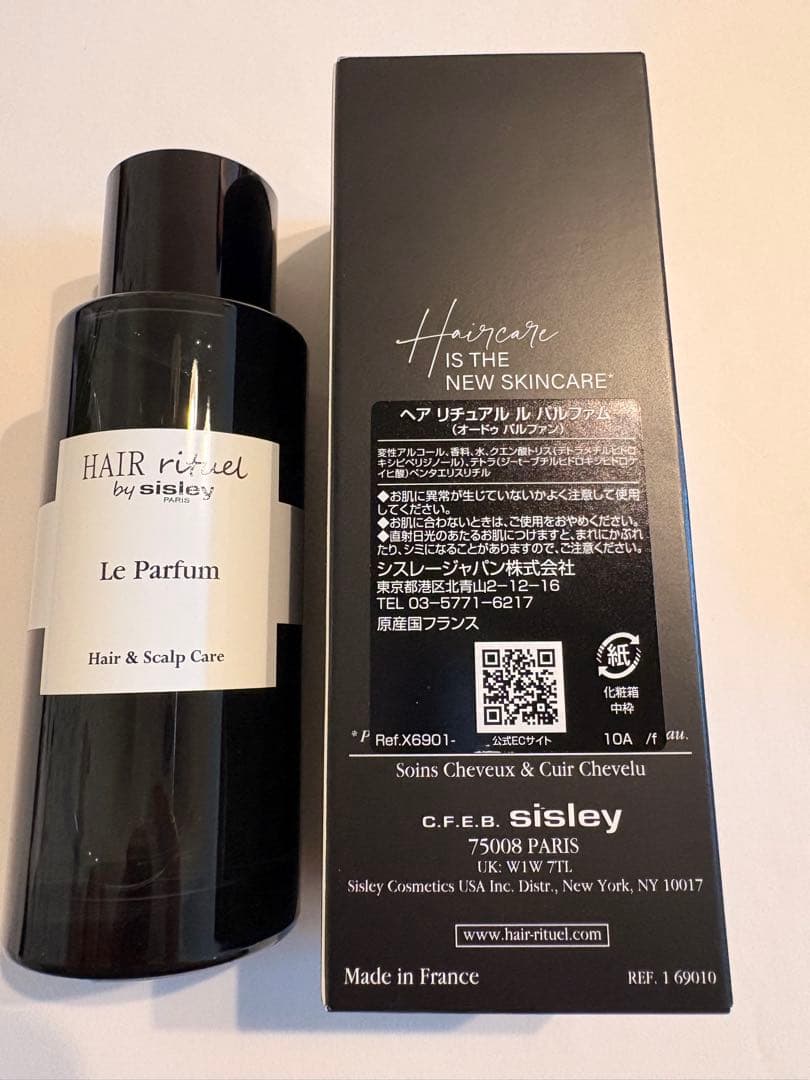 HAIR rituel
by sisley
PARIS
Le Parfum
Hair & Scalp Care
Haircare
IS THE
NEW SKINCARE*
ヘア リチュアル ル パルファム
(オードゥ パルファン)
変性アルコール、香料、水、クエン酸トリス(テトラメチルヒドロ
キシピペリジノール)、テトラ(ジ-t-ブチルヒドロキシヒドロケ
イヒ酸)ペンタエリスリチル
◆お肌に異常が生じていないかよく注意して使用
してください。
◆お肌に合わないときは、ご使用をおやめください。
◆直射日光のあたるお肌につけますと、まれにかぶれ
たり、シミになることがありますので、ご注意ください。
シスレージャパン株式会社
東京都港区北青山2-12-16
TEL 03-5771-6217
原産国フランス
紙
化粧箱
中枠
Ref.X6901-
公式ECサイト
10A /f
Soins Cheveux & Cuir Chevelu
C.F.E.B. sisley
75008 PARIS
UK: W1W 7TL
Sisley Cosmetics USA Inc. Distr., New York, NY 10017
www.hair-rituel.com
Made in France
REF. 1 69010